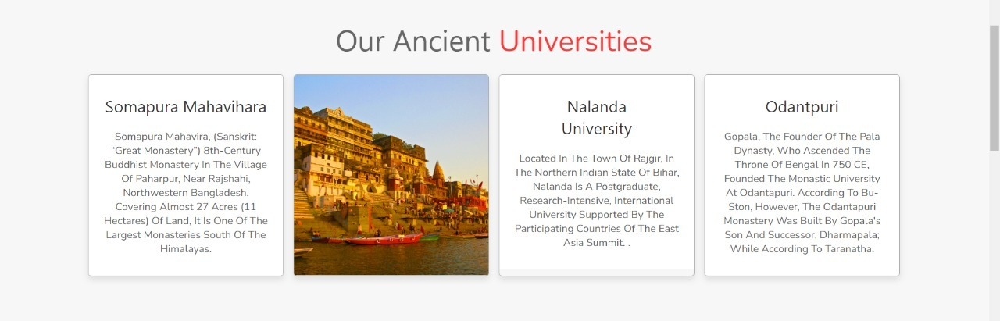 Our Ancient Universities
Somapura Mahavihara
Somapura Mahavira, (Sanskrit:
“Great Monastery”) 8th-Century
Buddhist Monastery In The Village
Of Paharpur, Near Rajshahi,
Northwestern Bangladesh.
Covering Almost 27 Acres (11
Hectares) Of Land, It Is One Of The
Largest Monasteries South Of The
Himalayas.
Nalanda
University
Located In The Town Of Rajgir, In
The Northern Indian State Of Bihar,
Nalanda Is A Postgraduate,
Research-Intensive, International
University Supported By The
Participating Countries Of The East
Asia Summit. .
Odantpuri
Gopala, The Founder Of The Pala
Dynasty, Who Ascended The
Throne Of Bengal In 750 CE,
Founded The Monastic University
At Odantapuri. According To Bu-
Ston, However, The Odantapuri
Monastery Was Built By Gopala's
Son And Successor, Dharmapala;
While According To Taranatha.